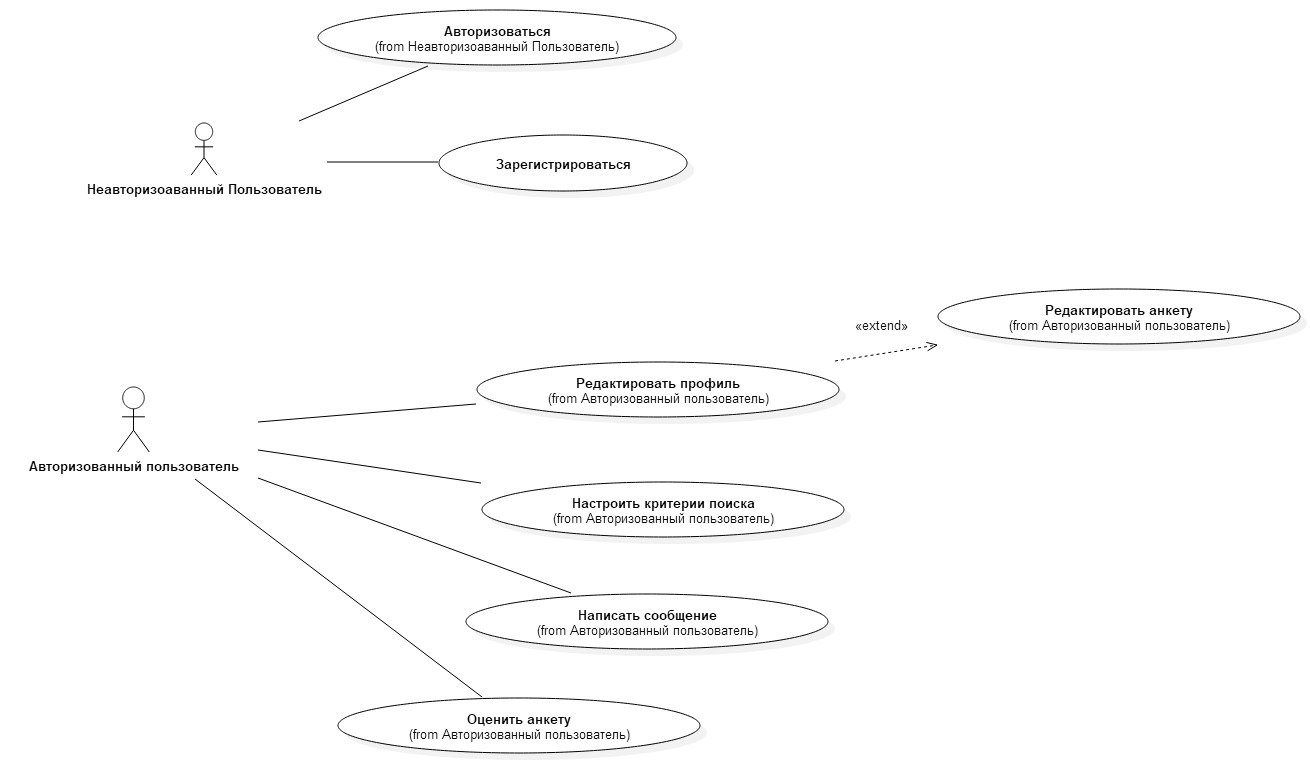 Авторизоваться
(from Неавторизоаванный Пользователь)
Зарегистрироваться
Неавторизоаванный Пользователь
«extend»
Редактировать анкету
(from Авторизованный пользователь)
Редактировать профиль
(from Авторизованный пользователь)
Авторизованный пользователь
Настроить критерии поиска
(from Авторизованный пользователь)
Написать сообщение
(from Авторизованный пользователь)
Оценить анкету
(from Авторизованный пользователь)